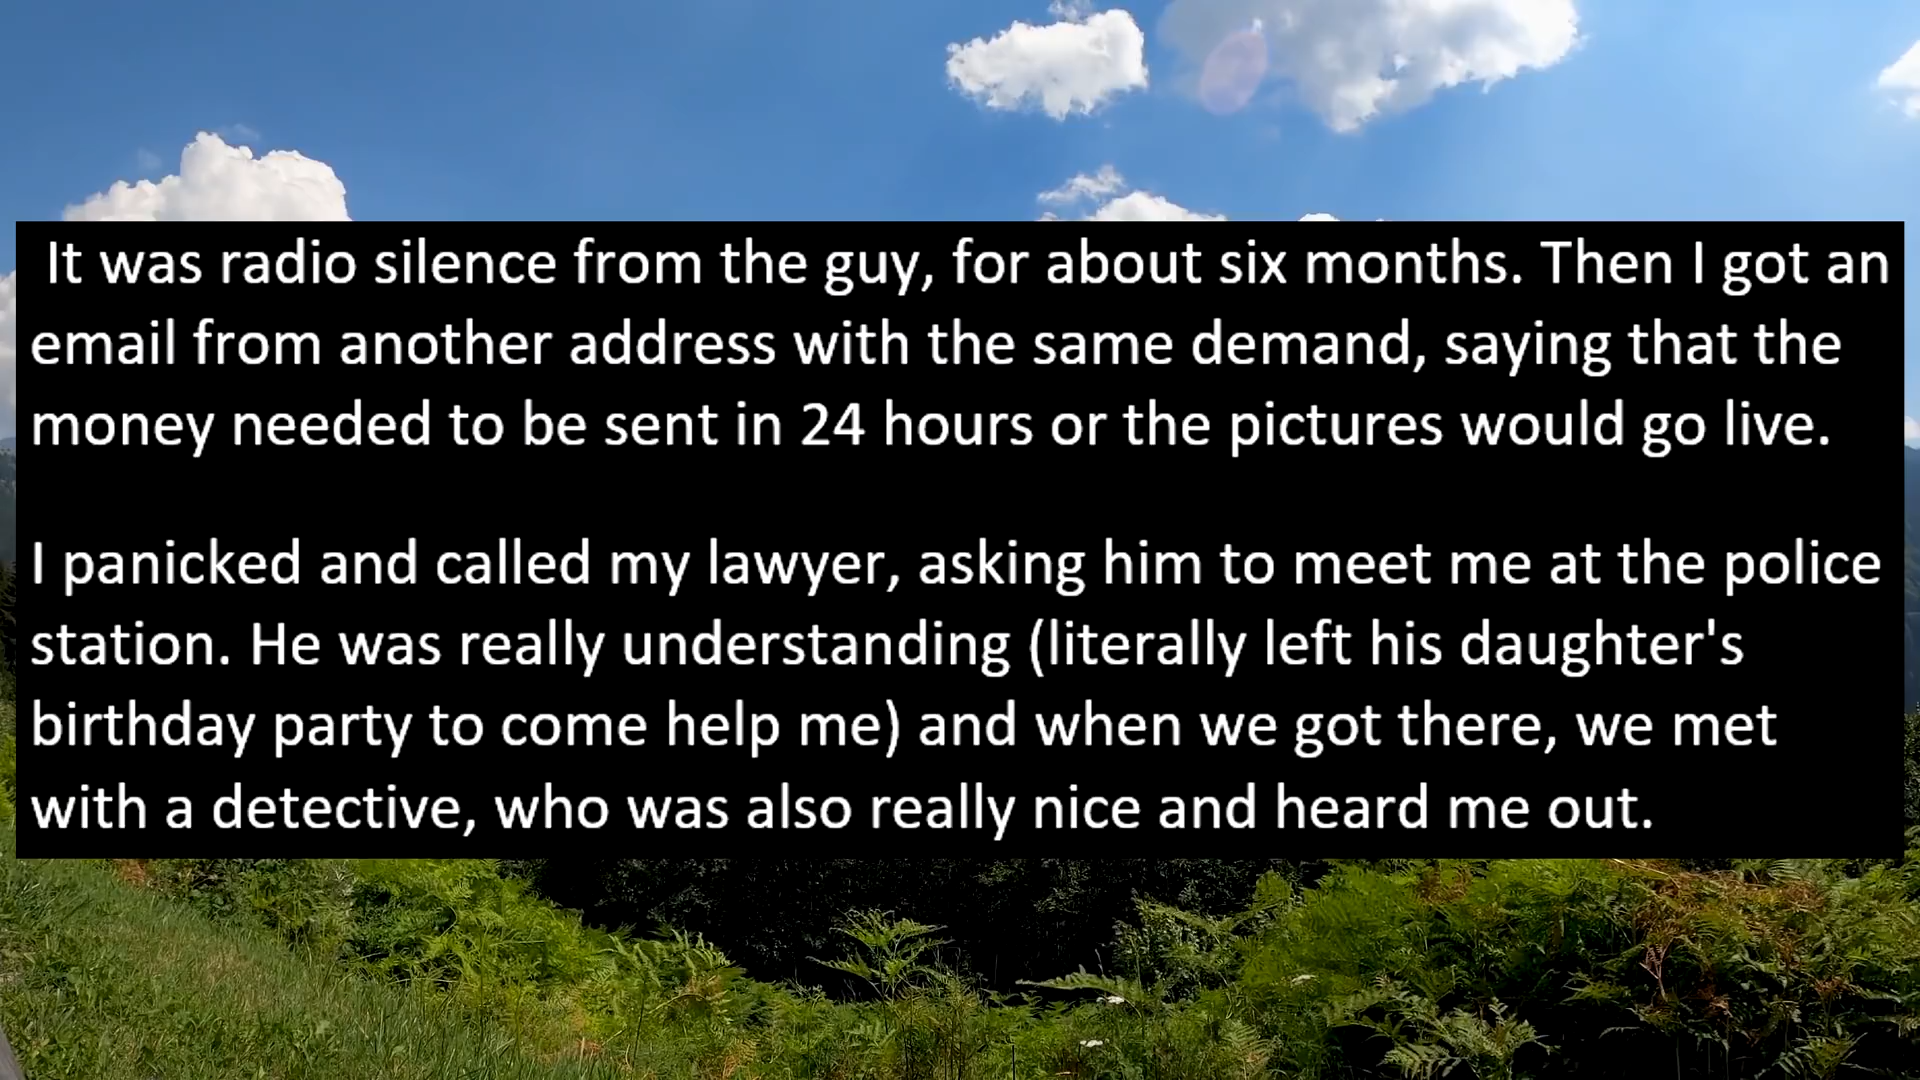 It was radio silence from the guy, for about six months. Then I got an
email from another address with the same demand, saying that the
money needed to be sent in 24 hours or the pictures would go live.
I panicked and called my lawyer, asking him to meet me at the police
station. He was really understanding (literally left his daughter's
birthday party to come help me) and when we got there, we met
with a detective, who was also really nice and heard me out.